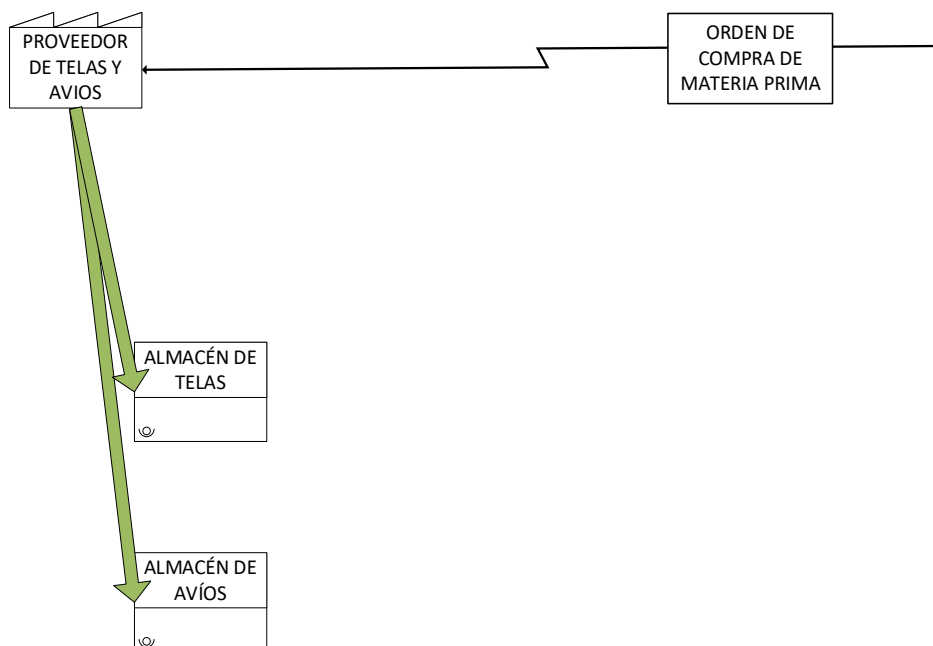 PROVEEDOR
DE TELAS Y
AVIOS
ORDEN DE
COMPRA DE
MATERIA PRIMA
ALMACÉN DE
TELAS
ALMACÉN DE
AVÍOS